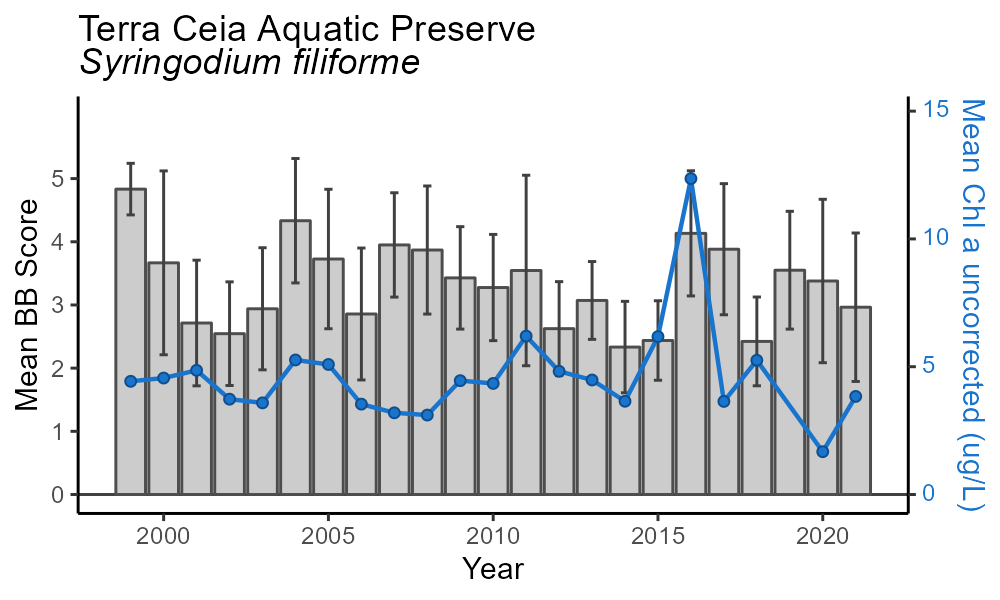 Terra Ceia Aquatic Preserve
Syringodium filiforme
Mean BB Score
5
4
3
2
1
0
15
10
5
0
Mean Chl a uncorrected (ug/L)
2000 2005 2010 2015 2020
Year